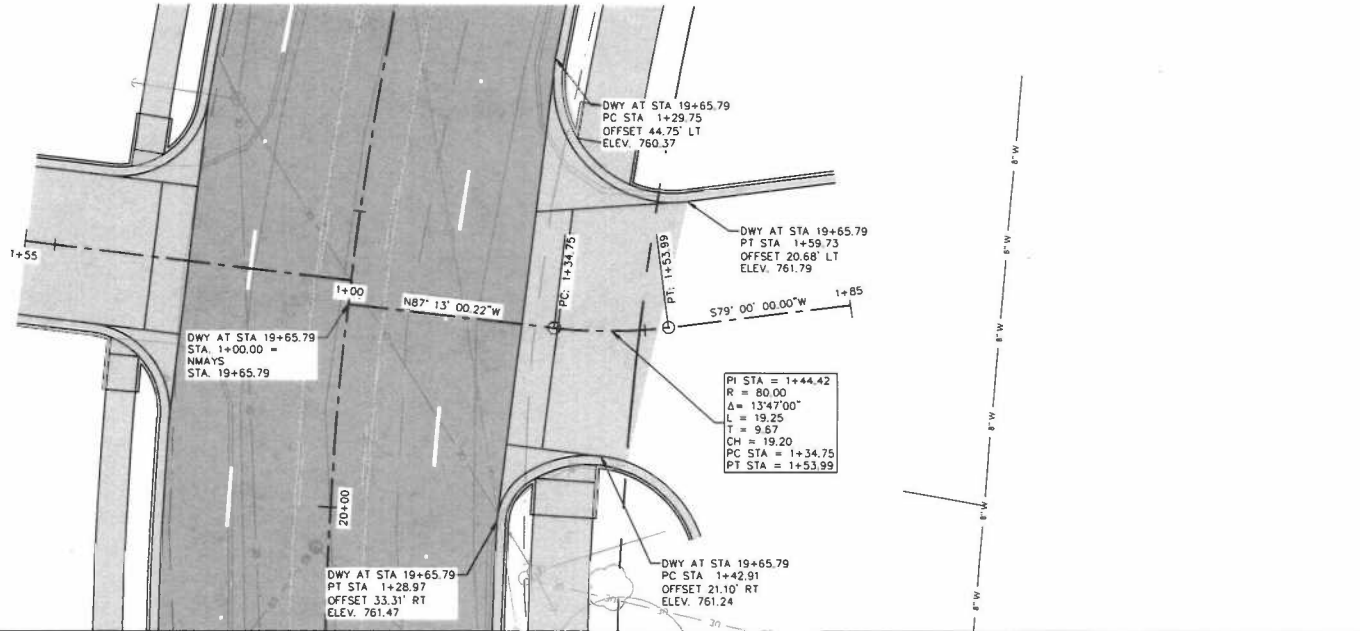 DWY AT STA 19+65.79
PC STA 1+29.75
OFFSET 44.75' LT
ELEV. 760.37
DWY AT STA 19+65.79
PT STA 1+59.73
OFFSET 20.68' LT
ELEV. 761.79
1+55
1+00
N87° 13' 00.22"W
PC: 1+34.75
PT: 1+53.99
S79° 00' 00.00"W
1+85
DWY AT STA 19+65.79
STA. 1+00.00 =
NMAYS
STA. 19+65.79
PI STA = 1+44.42
R = 80.00
Δ= 13°47'00"
L = 19.25
T = 9.67
CH = 19.20
PC STA = 1+34.75
PT STA = 1+53.99
20+00
DWY AT STA 19+65.79
PT STA 1+28.97
OFFSET 33.31' RT
ELEV. 761.47
DWY AT STA 19+65.79
PC STA 1+42.91
OFFSET 21.10' RT
ELEV. 761.24
8"W
8"W
8"W
8"W
8"W
8"W